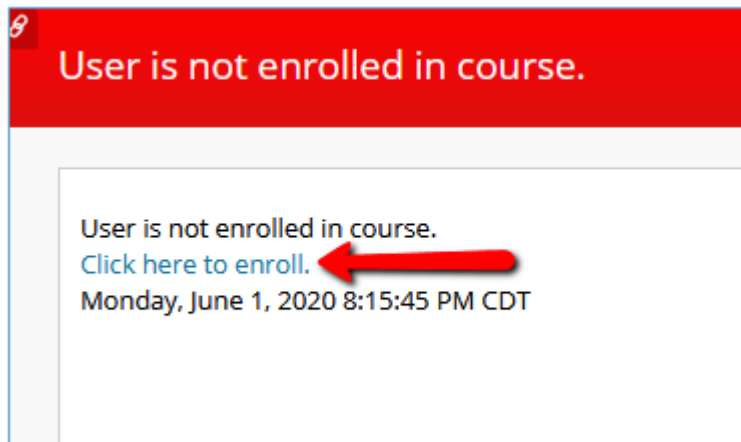 User is not enrolled in course.
User is not enrolled in course.
Click here to enroll.
Monday, June 1, 2020 8:15:45 PM CDT